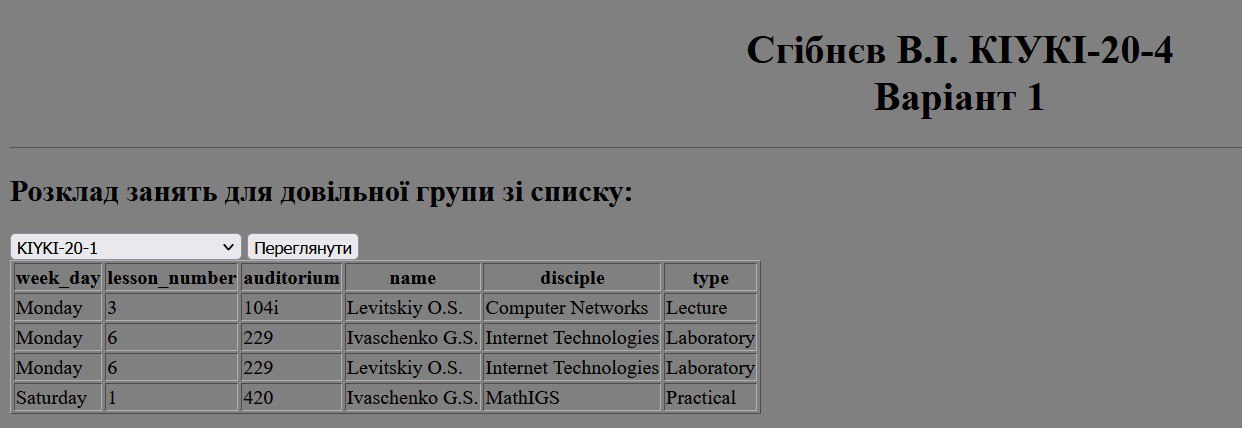 Сгібнєв В.І. КІУКІ-20-4
Варіант 1
Розклад занять для довільної групи зі списку:
KIYKI-20-1 Переглянути
week_day lesson_number auditorium name disciple type
Monday 3 104i Levitskiy O.S. Computer Networks Lecture
Monday 6 229 Ivaschenko G.S. Internet Technologies Laboratory
Monday 6 229 Levitskiy O.S. Internet Technologies Laboratory
Saturday 1 420 Ivaschenko G.S. MathIGS Practical